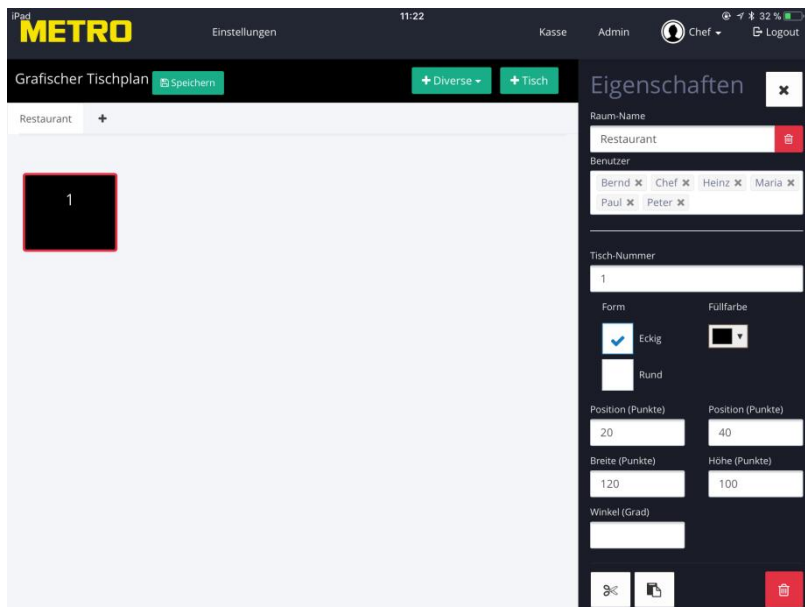 iPad 11:22 32 %
METRO Einstellungen Kasse Admin Chef Logout
Grafischer Tischplan Speichern + Diverse + Tisch
Restaurant +
1
Eigenschaften
Raum-Name
Restaurant
Benutzer
Bernd × Chef × Heinz × Maria ×
Paul × Peter ×
Tisch-Nummer
1
Form Füllfarbe
Eckig
Rund
Position (Punkte) Position (Punkte)
20 40
Breite (Punkte) Höhe (Punkte)
120 100
Winkel (Grad)